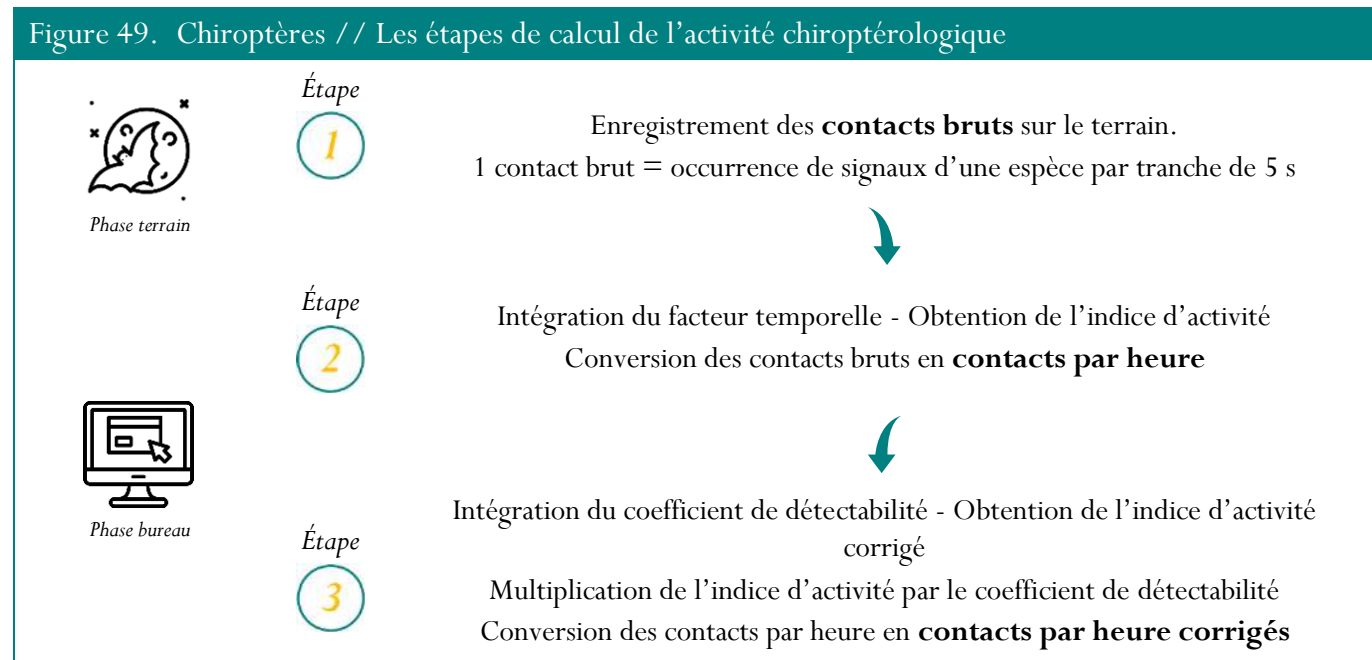 Figure 49. Chiroptères // Les étapes de calcul de l'activité chiroptérologique
Étape
1
Enregistrement des contacts bruts sur le terrain.
1 contact brut = occurrence de signaux d'une espèce par tranche de 5 s
Phase terrain
Étape
2
Intégration du facteur temporelle - Obtention de l'indice d'activité
Conversion des contacts bruts en contacts par heure
Phase bureau
Étape
3
Intégration du coefficient de détectabilité - Obtention de l'indice d'activité
corrigé
Multiplication de l'indice d'activité par le coefficient de détectabilité
Conversion des contacts par heure en contacts par heure corrigés